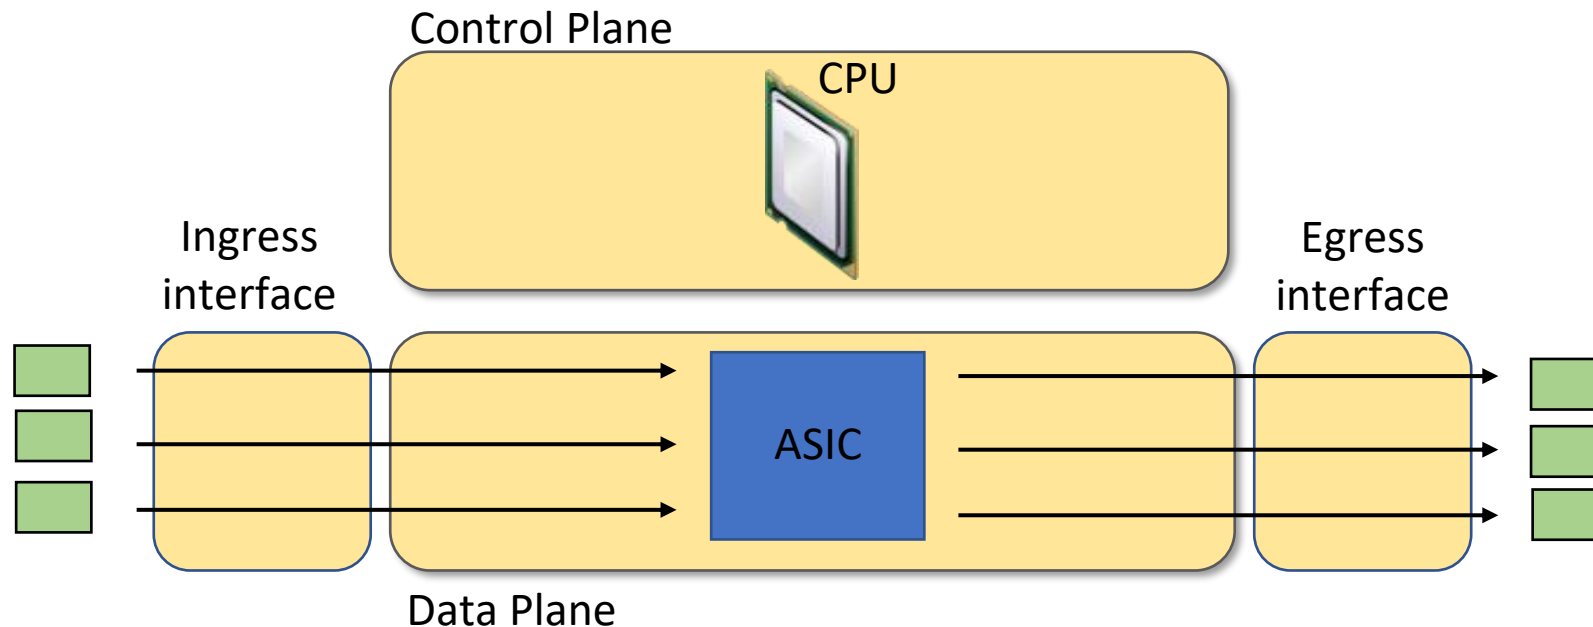 Control Plane
CPU
Ingress
interface
Egress
interface
ASIC
Data Plane